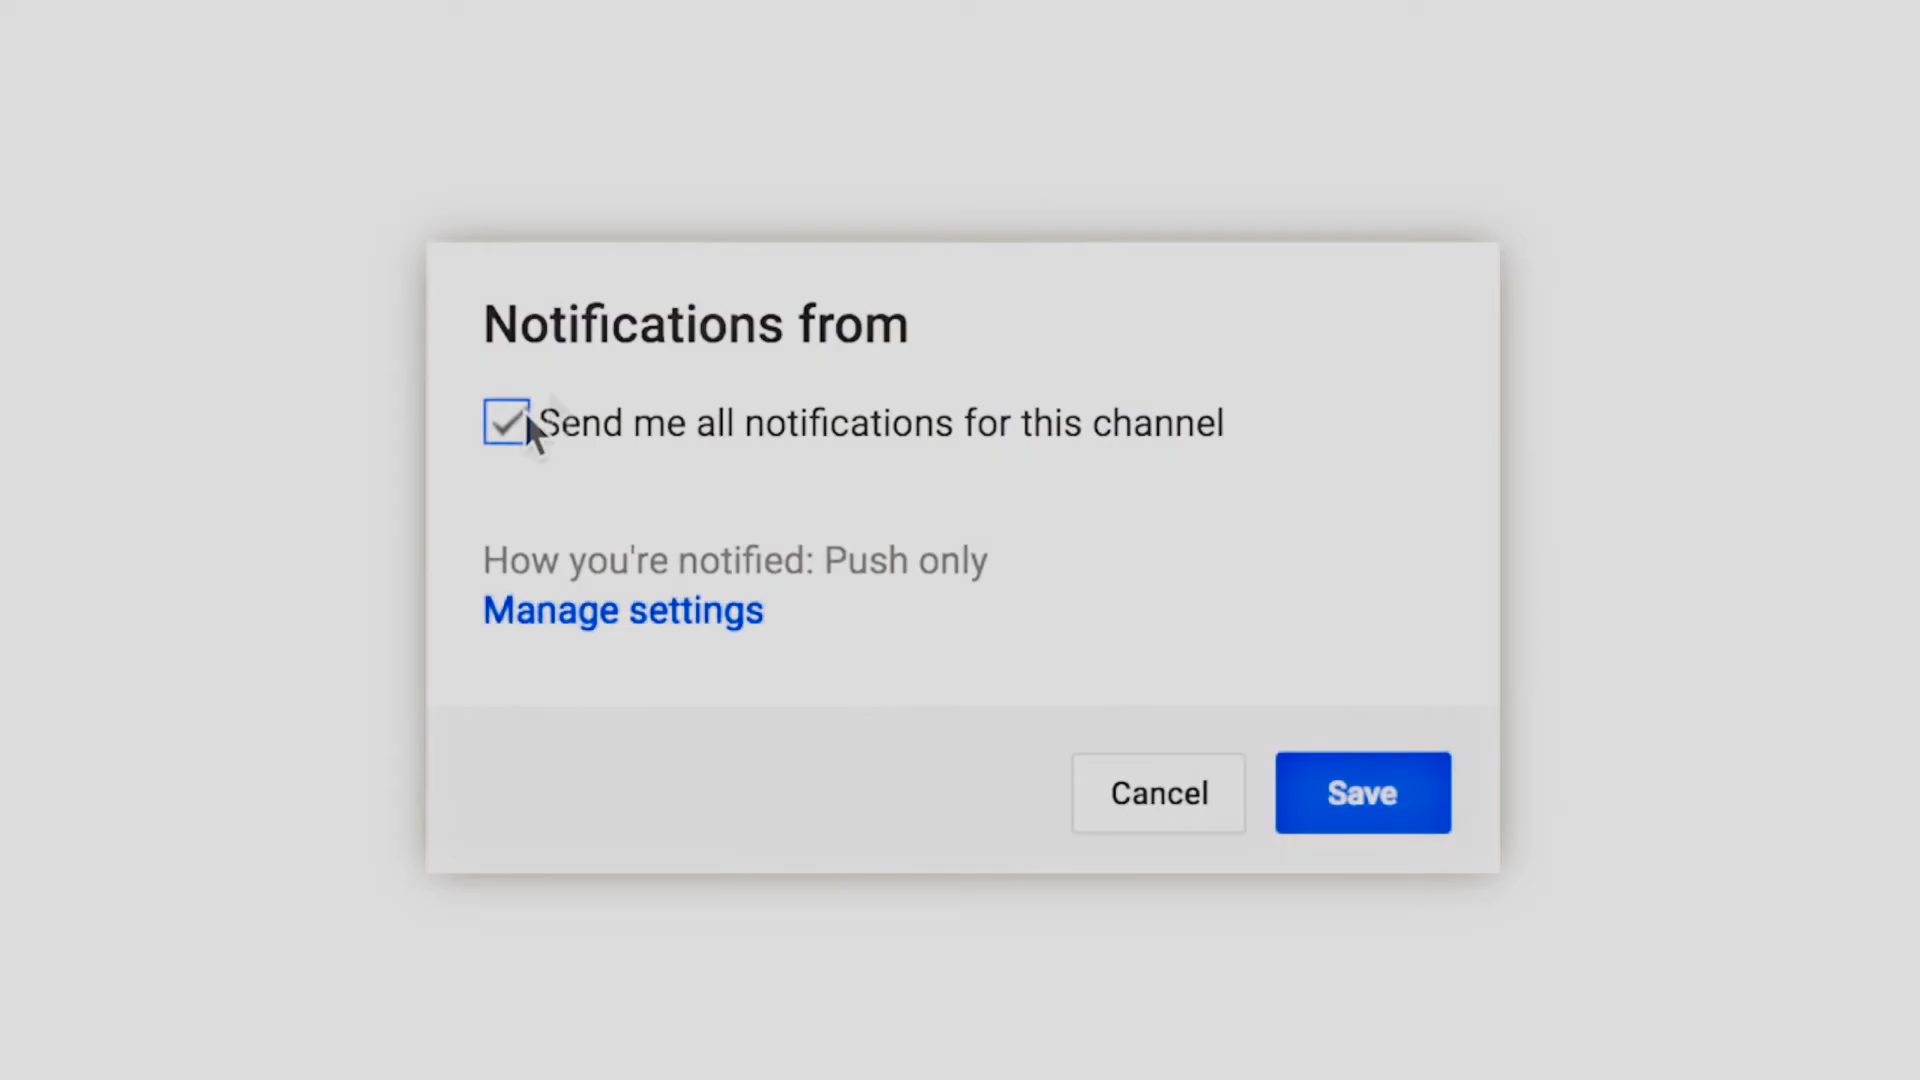 Notifications from
Send me all notifications for this channel
How you're notified: Push only
Manage settings
Cancel
Save